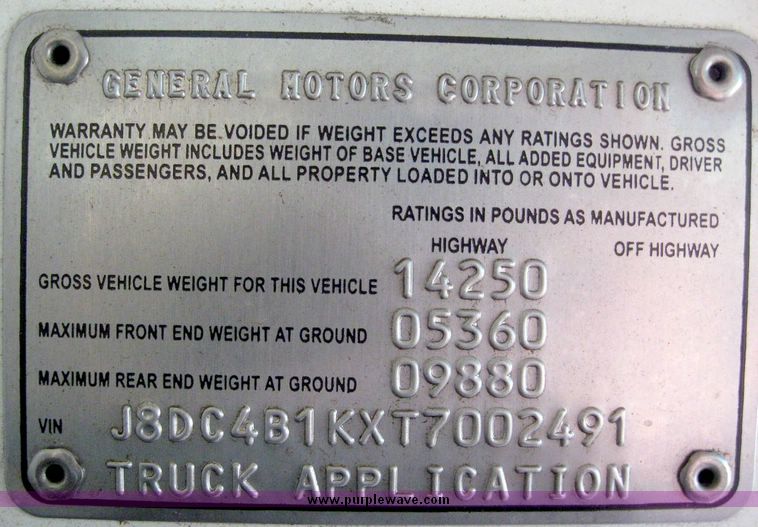 GENERAL MOTORS CORPORATION
WARRANTY MAY BE.VOIDED IF WEIGHT EXCEEDS ANY RATINGS SHOWN. GROSS
VEHICLE WEIGHT INCLUDES WEIGHT OF BASE VEHICLE, ALL ADDED EQUIPMENT, DRIVER
AND PASSENGERS, AND ALL PROPERTY LOADED INTO OR ONTO VEHICLE.
RATINGS IN POUNDS AS MANUFACTURED
HIGHWAY OFF HIGHWAY
GROSS VEHICLE WEIGHT FOR THIS VEHICLE 14250
MAXIMUM FRONT END WEIGHT AT GROUND 05360
MAXIMUM REAR END WEIGHT AT GROUND 09880
VIN J8DC4B1KXT7002491
TRUCK APPLICATION
www.purplewave.com